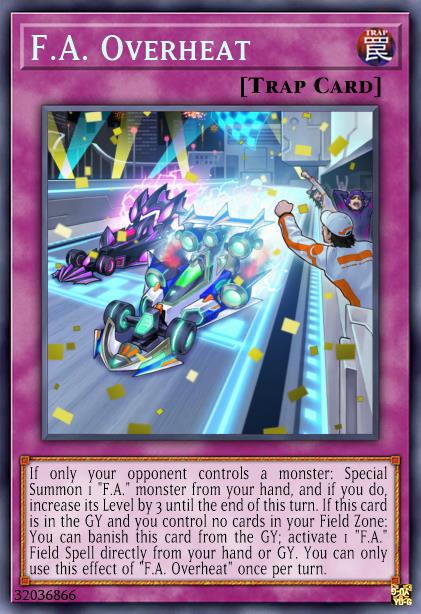 F.A. Overheat
TRAP
罠
[Trap Card]
If only your opponent controls a monster: Special
Summon 1 "F.A." monster from your hand, and if you do,
increase its Level by 3 until the end of this turn. If this card
is in the GY and you control no cards in your Field Zone:
You can banish this card from the GY; activate 1 "F.A."
Field Spell directly from your hand or GY. You can only
use this effect of "F.A. Overheat" once per turn.
32036866